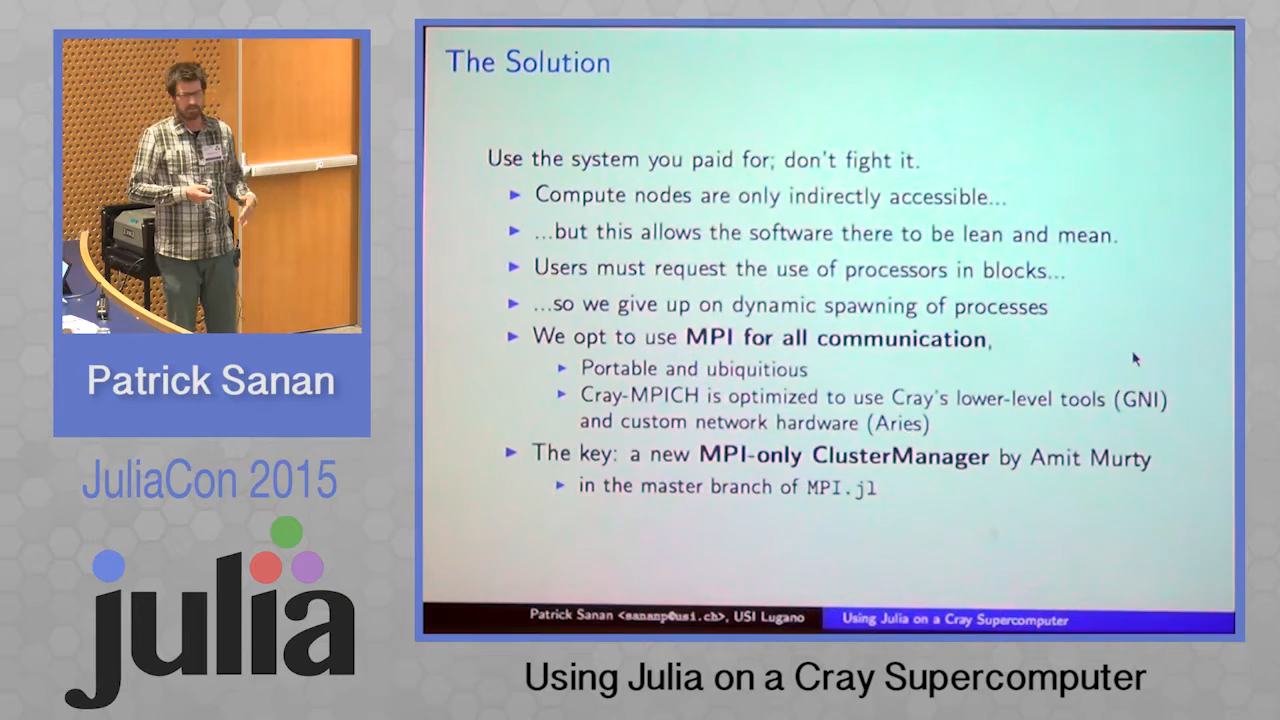 The Solution
Use the system you paid for; don't fight it.
Compute nodes are only indirectly accessible...
...but this allows the software there to be lean and mean.
Users must request the use of processors in blocks...
...so we give up on dynamic spawning of processes
We opt to use MPI for all communication,
Portable and ubiquitious
Cray-MPICH is optimized to use Cray's lower-level tools (GNI)
and custom network hardware (Aries)
The key: a new MPI-only ClusterManager by Amit Murty
in the master branch of MPI.jl
Patrick Sanan <sananp@usi.ch>, USI Lugano
Using Julia on a Cray Supercomputer
Patrick Sanan
JuliaCon 2015
julia
Using Julia on a Cray Supercomputer